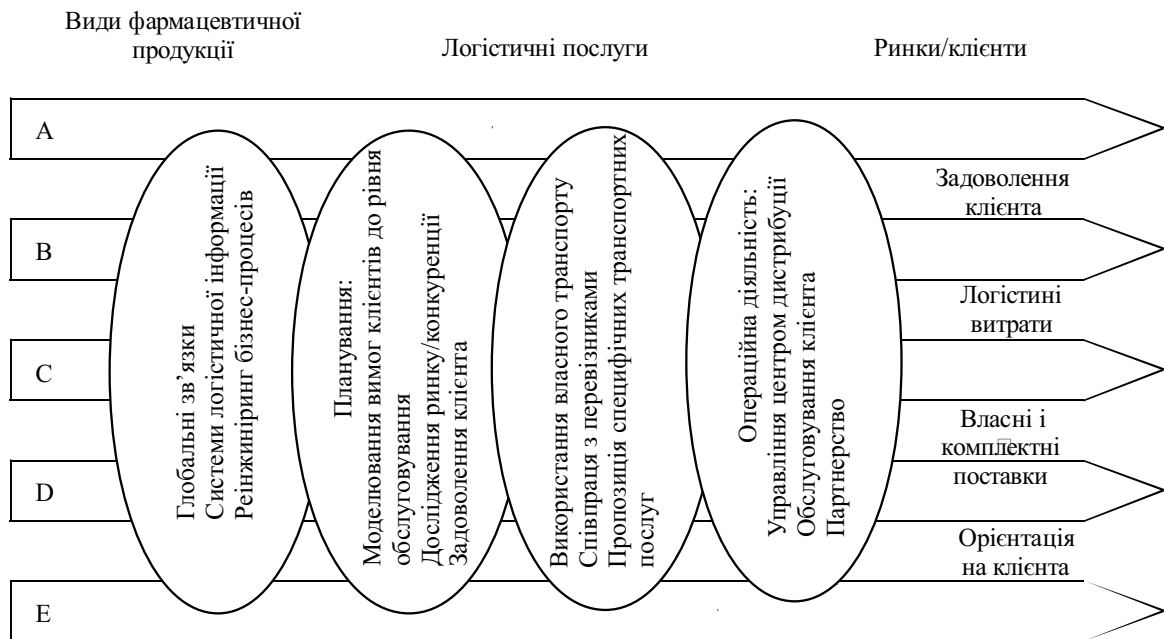 Види фармацевтичної
продукції
Логістичні послуги
Ринки/клієнти
A
B
C
D
E
Глобальні зв’язки
Системи логістичної інформації
Реінжиніринг бізнес-процесів
Планування:
Моделювання вимог клієнтів до рівня
обслуговування
Дослідження ринку/конкуренції
Задоволення клієнта
Використання власного транспорту
Співпраця з перевізниками
Пропозиція специфічних транспортних
послуг
Операційна діяльність:
Управління центром дистрибуції
Обслуговування клієнта
Партнерство
Задоволення
клієнта
Логістині
витрати
Власні і
комплектні
поставки
Орієнтація
на клієнта